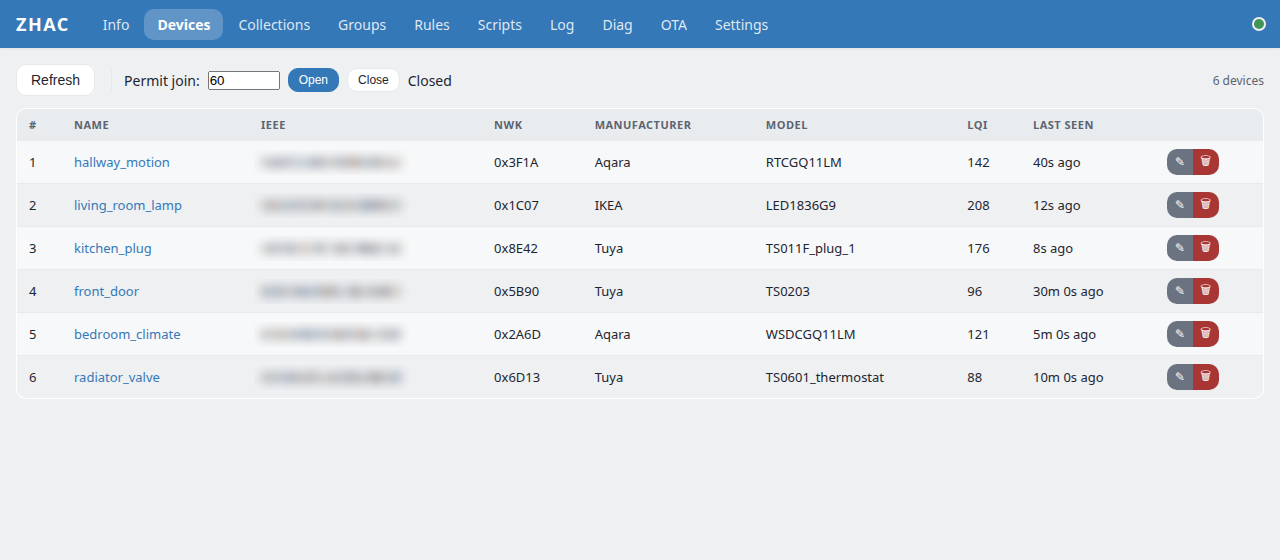 ZHAC Info Devices Collections Groups Rules Scripts Log Diag OTA Settings
Refresh Permit join: 60 Open Close Closed 6 devices
# NAME IEEE NWK MANUFACTURER MODEL LQI LAST SEEN
1 hallway_motion 0x3F1A Aqara RTCGQ11LM 142 40s ago
2 living_room_lamp 0x1C07 IKEA LED1836G9 208 12s ago
3 kitchen_plug 0x8E42 Tuya TS011F_plug_1 176 8s ago
4 front_door 0x5B90 Tuya TS0203 96 30m 0s ago
5 bedroom_climate 0x2A6D Aqara WSDCGQ11LM 121 5m 0s ago
6 radiator_valve 0x6D13 Tuya TS0601_thermostat 88 10m 0s ago